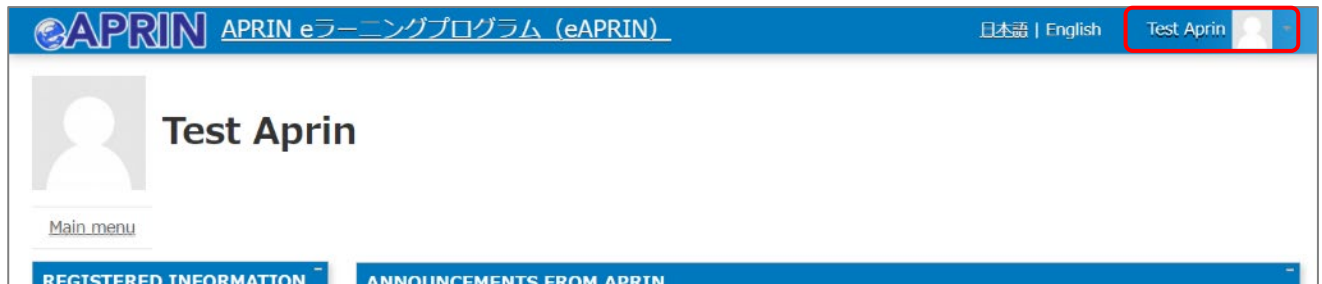 eAPRIN APRIN eラーニングプログラム（eAPRIN） 日本語 | English Test Aprin
Test Aprin
Main menu
REGISTERED INFORMATION ANNOUNCEMENTS FROM APRIN